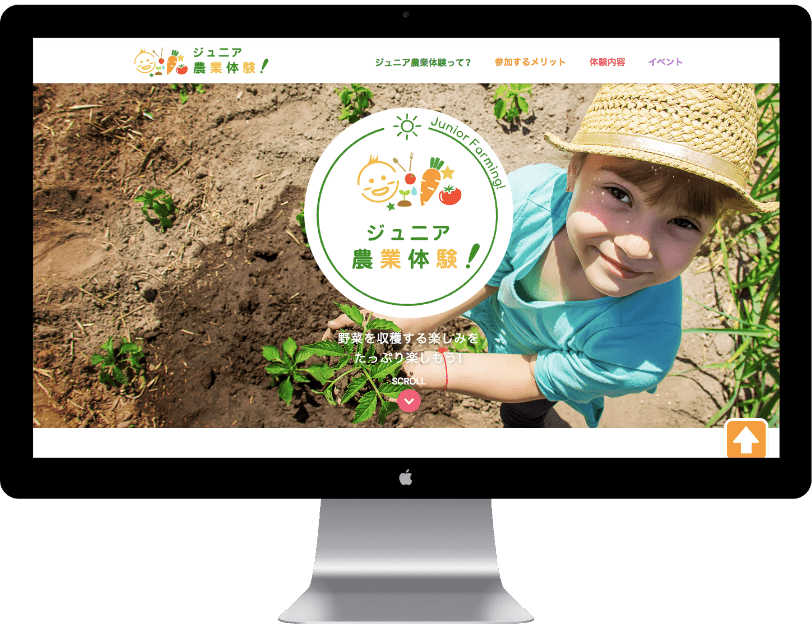 ジュニア
農業体験!
ジュニア農業体験って?
参加するメリット
体験内容
イベント
Junior Farming!
ジュニア
農業体験!
野菜を収穫する楽しみを
たっぷり楽しもう!
SCROLL